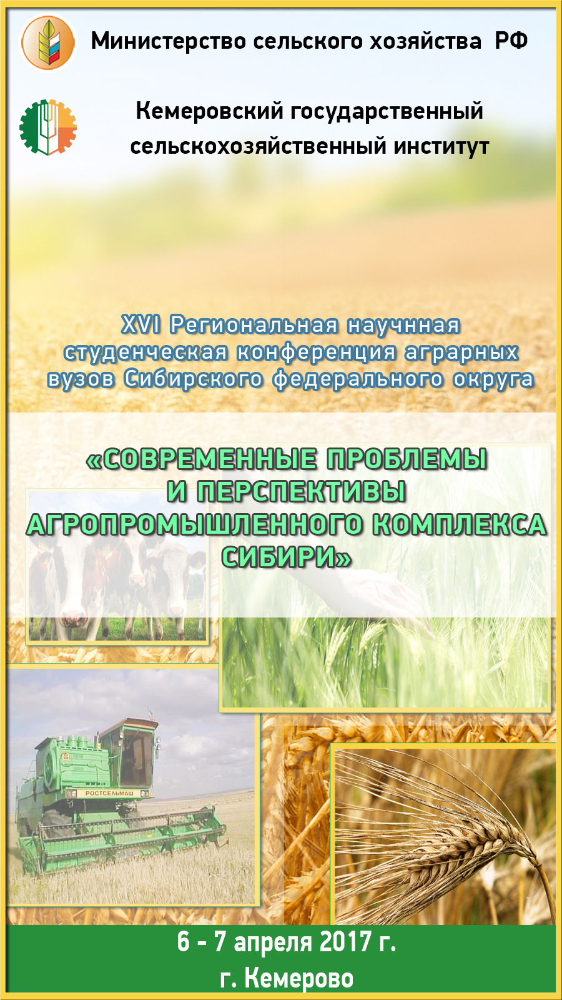 Министерство сельского хозяйства РФ
Кемеровский государственный
сельскохозяйственный институт
XVI Региональная научнная
студенческая конференция аграрных
вузов Сибирского федерального округа
«СОВРЕМЕННЫЕ ПРОБЛЕМЫ
И ПЕРСПЕКТИВЫ
АГРОПРОМЫШЛЕННОГО КОМПЛЕКСА
СИБИРИ»
РОСТСЕЛЬМАШ
6 - 7 апреля 2017 г.
г. Кемерово